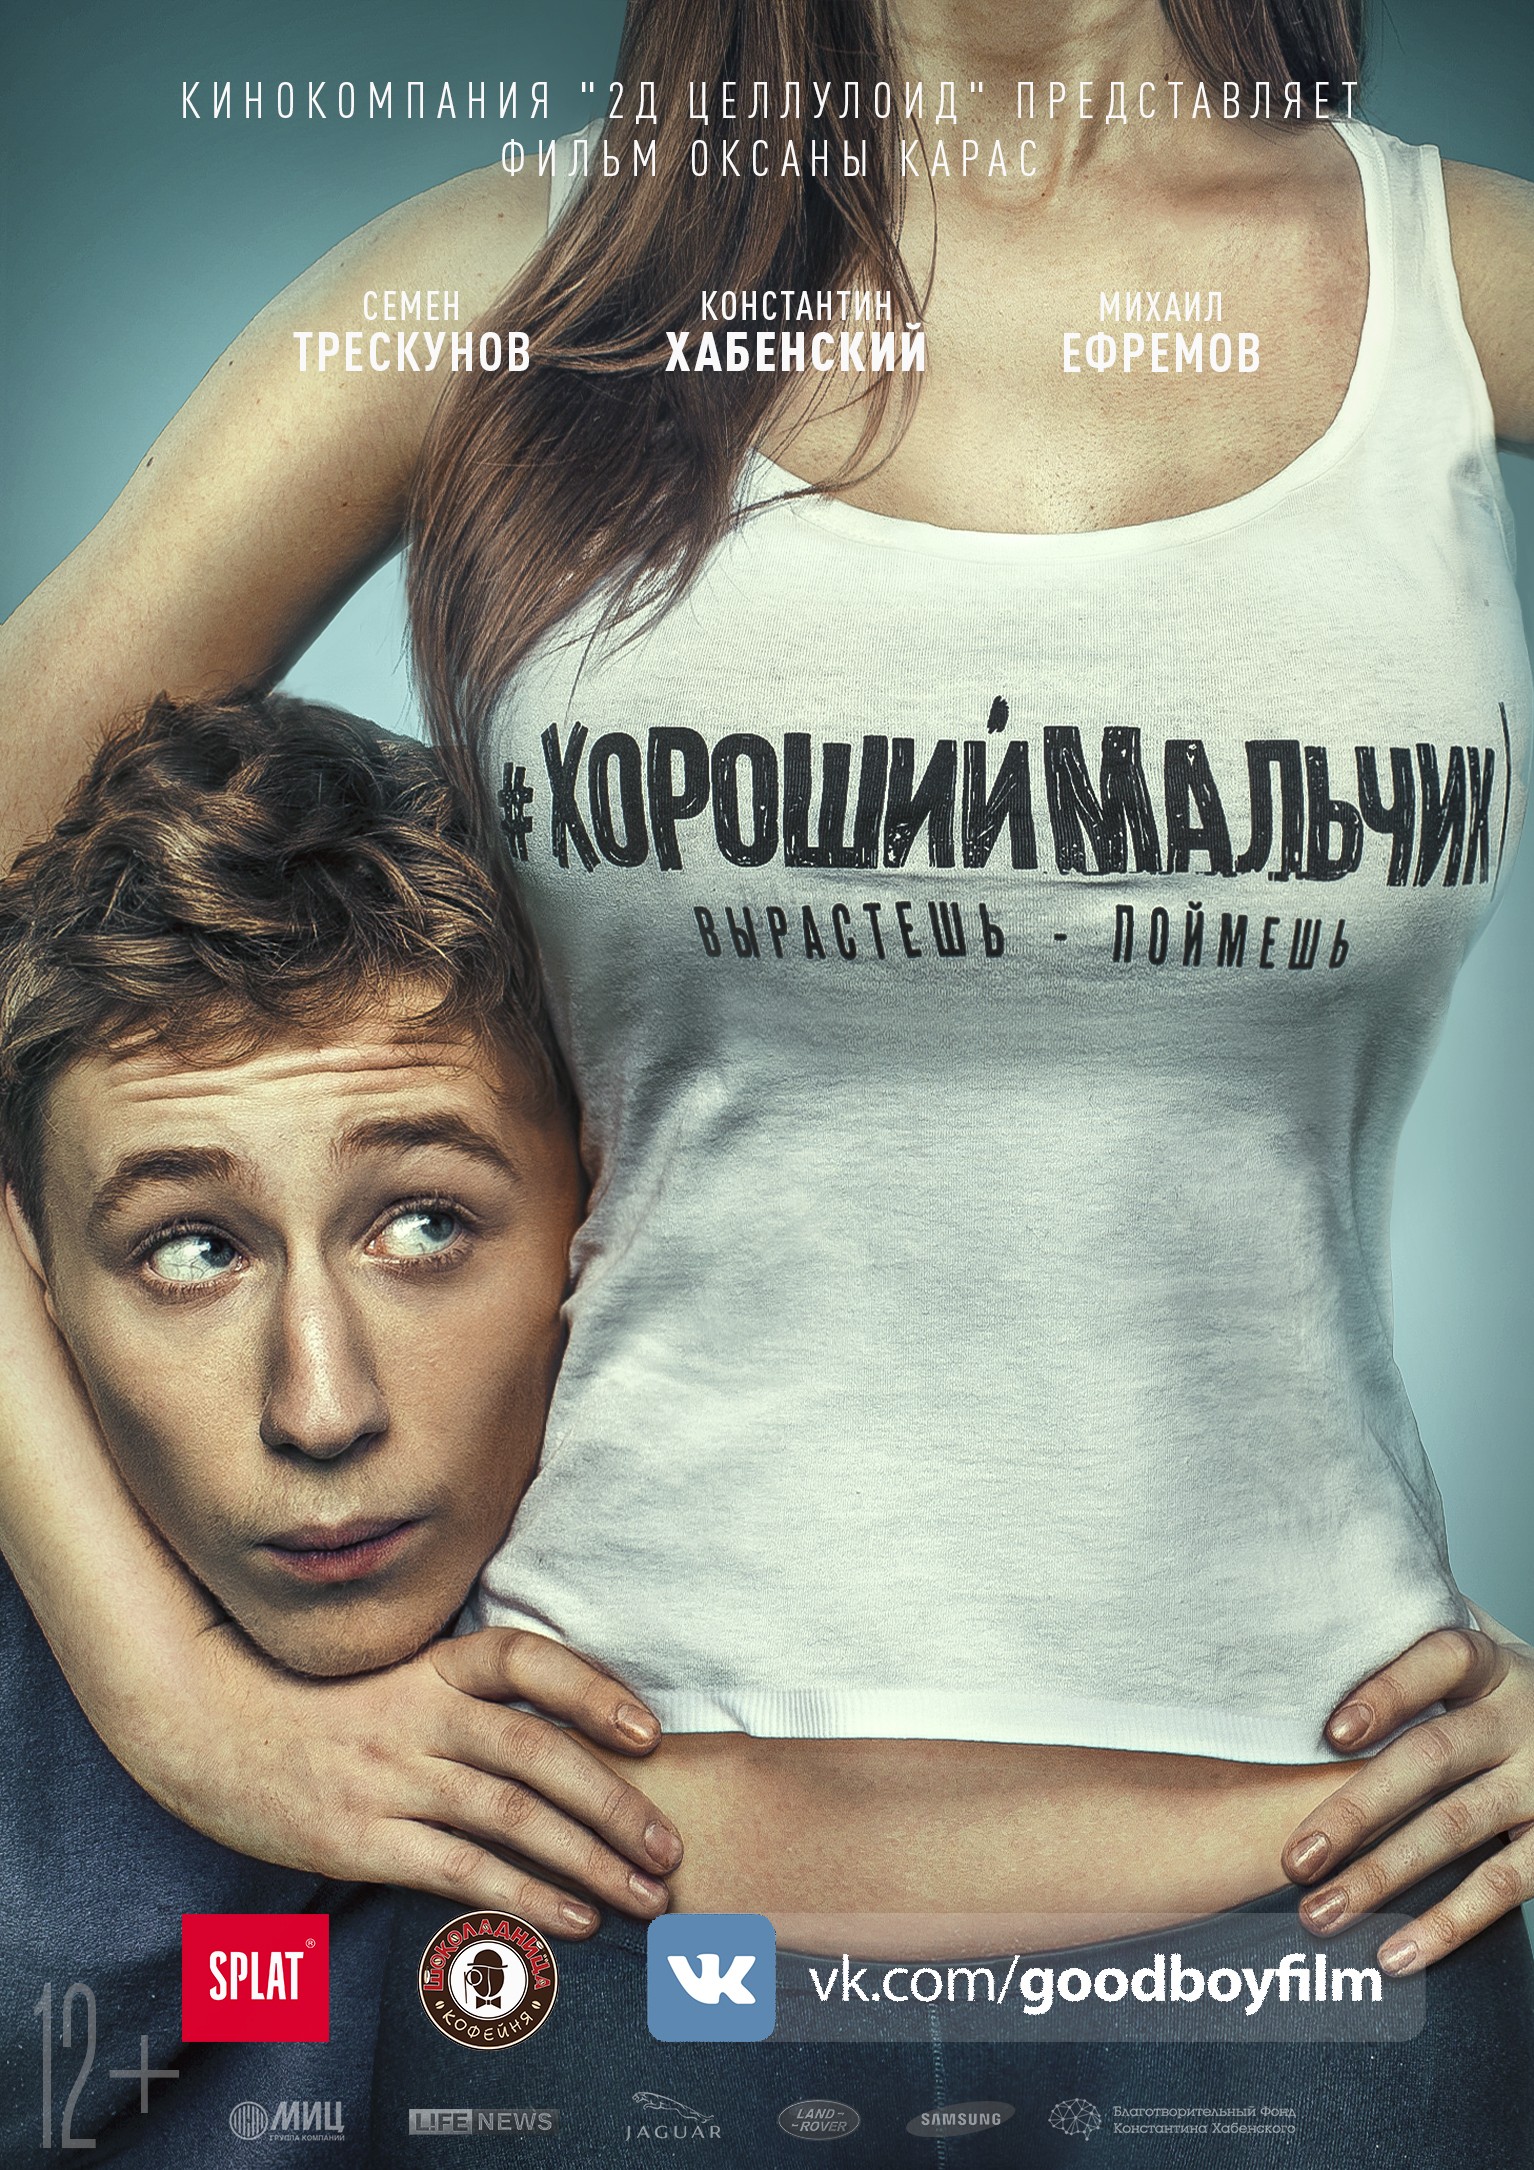 КИНОКОМПАНИЯ "2Д ЦЕЛЛУЛОИД" ПРЕДСТАВЛЯЕТ
ФИЛЬМ ОКСАНЫ КАРАС
СЕМЕН
ТРЕСКУНОВ
КОНСТАНТИН
ХАБЕНСКИЙ
МИХАИЛ
ЕФРЕМОВ
#ХОРОШИЙМАЛЬЧИК
ВЫРАСТЕШЬ - ПОЙМЕШЬ
SPLAT®
ШОКОЛАДНИЦА
КОФЕЙНЯ
vk.com/goodboyfilm
12+
МИЦ
ГРУППА КОМПАНИЙ
LIFE NEWS
JAGUAR
LAND-
-ROVER
SAMSUNG
Благотворительный Фонд
Константина Хабенского